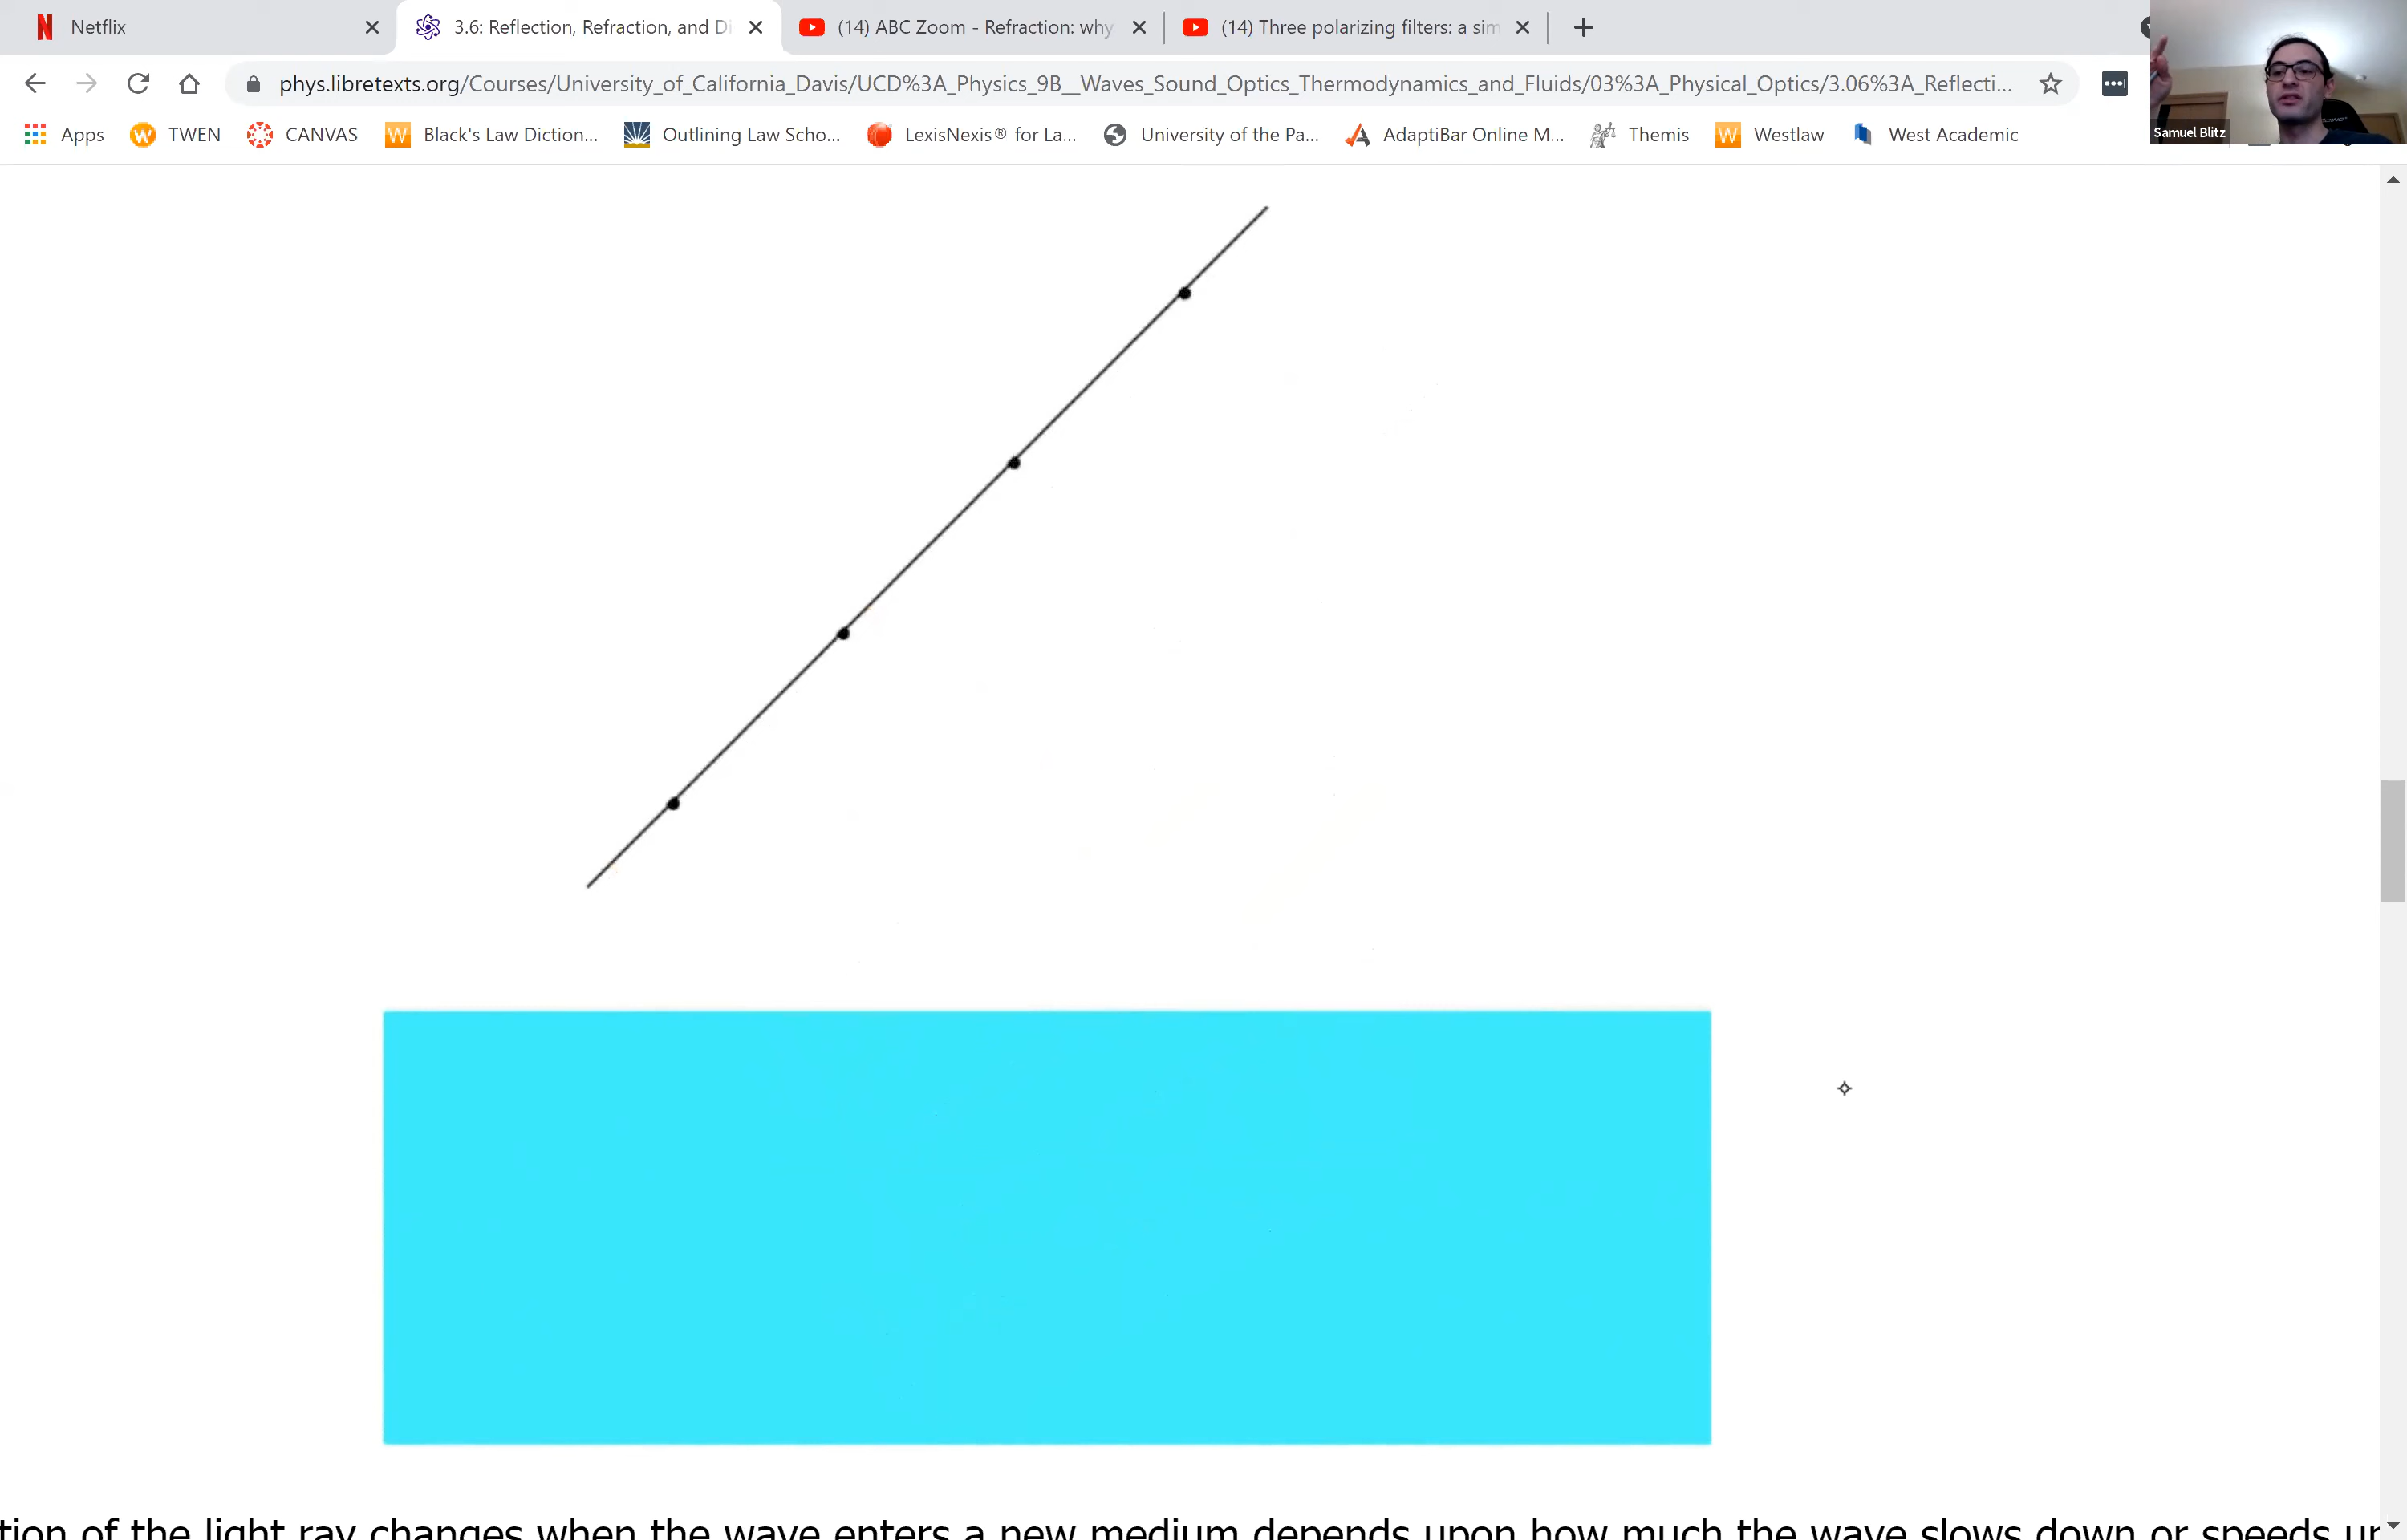 Netflix
3.6: Reflection, Refraction, and Di
(14) ABC Zoom - Refraction: why
(14) Three polarizing filters: a sim
phys.libretexts.org/Courses/University_of_California_Davis/UCD%3A_Physics_9B__Waves_Sound_Optics_Thermodynamics_and_Fluids/03%3A_Physical_Optics/3.06%3A_Reflecti...
Apps TWEN CANVAS Black's Law Diction... Outlining Law Scho... LexisNexis® for La... University of the Pa... AdaptiBar Online M... Themis Westlaw West Academic
Samuel Blitz
tion of the light ray changes when the wave enters a new medium depends upon how much the wave slows down or speeds up